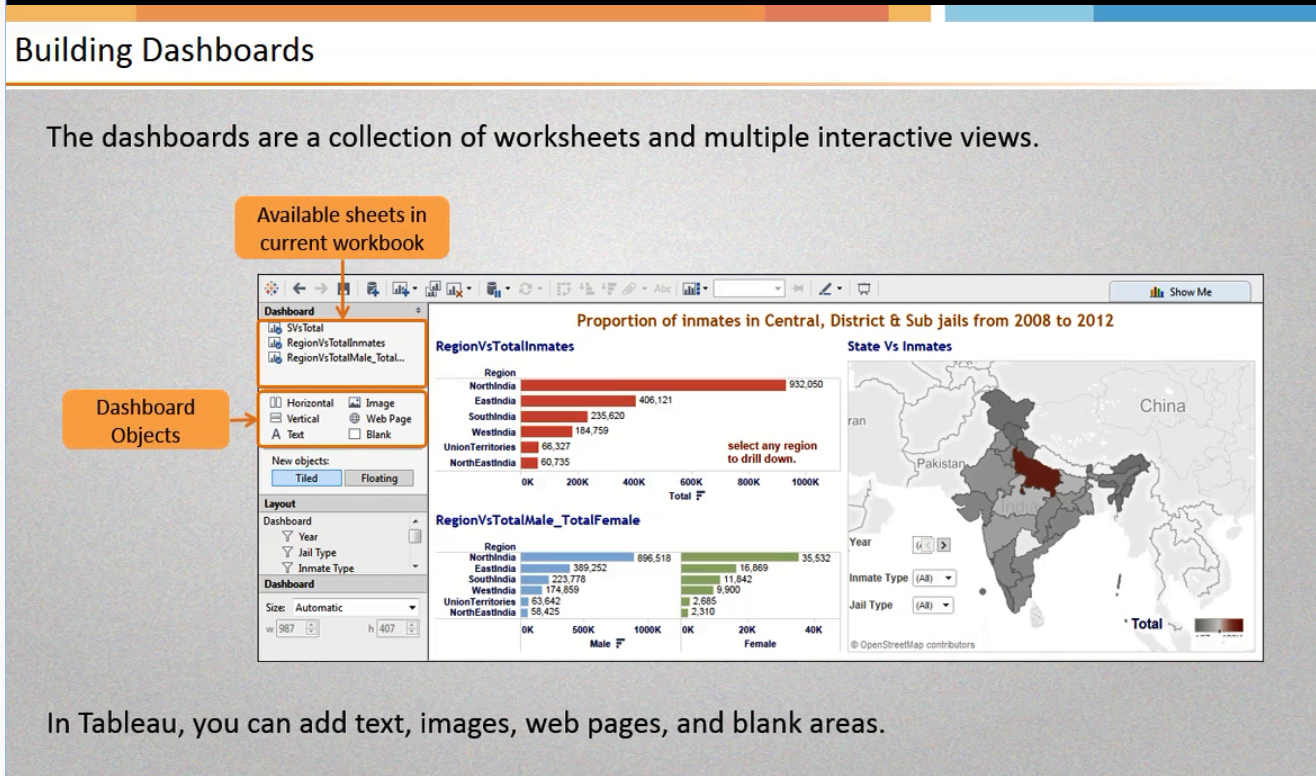 Building Dashboards
The dashboards are a collection of worksheets and multiple interactive views.
Available sheets in
current workbook
Dashboard
Objects
Abc
Show Me
Dashboard
SVsTotal
RegionVsTotalInmates
RegionVsTotalMale_Total...
Horizontal
Image
Vertical
Web Page
Text
Blank
New objects:
Tiled
Floating
Layout
Dashboard
Year
Jail Type
Inmate Type
Dashboard
Size: Automatic
w 987
h 407
Proportion of inmates in Central, District & Sub jails from 2008 to 2012
RegionVsTotalInmates
Region
NorthIndia 932,050
EastIndia 406,121
SouthIndia 235,620
WestIndia 184,759
UnionTerritories 66,327
NorthEastIndia 60,735
select any region
to drill down.
0K 200K 400K 600K 800K 1000K
Total
RegionVsTotalMale_TotalFemale
Region
NorthIndia 896,518 35,532
EastIndia 389,252 16,869
SouthIndia 223,778 11,842
WestIndia 174,859 9,900
UnionTerritories 63,642 2,685
NorthEastIndia 58,425 2,310
0K 500K 1000K 0K 20K 40K
Male Female
State Vs Inmates
China
ran
Pakistan
India
Year
Inmate Type (All)
Jail Type (All)
Total
© OpenStreetMap contributors
In Tableau, you can add text, images, web pages, and blank areas.